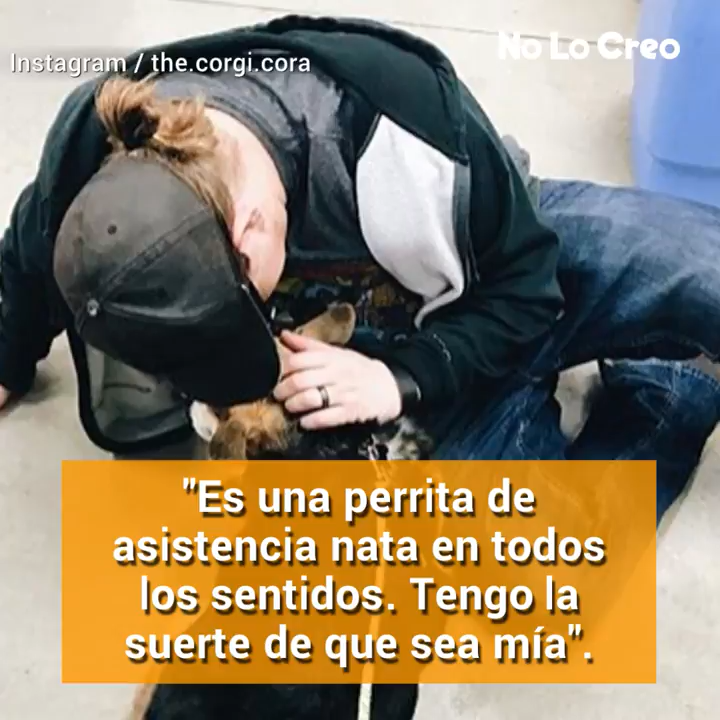 No Lo Creo
Instagram / the.corgi.cora
"Es una perrita de
asistencia nata en todos
los sentidos. Tengo la
suerte de que sea mía".